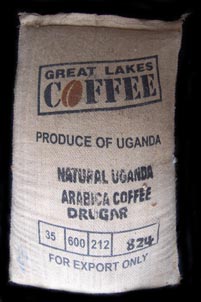 GREAT LAKES
COFFEE
PRODUCE OF UGANDA
NATURAL UGANDA
ARABICA COFFEE
DRUGAR
35 600 212 824
FOR EXPORT ONLY